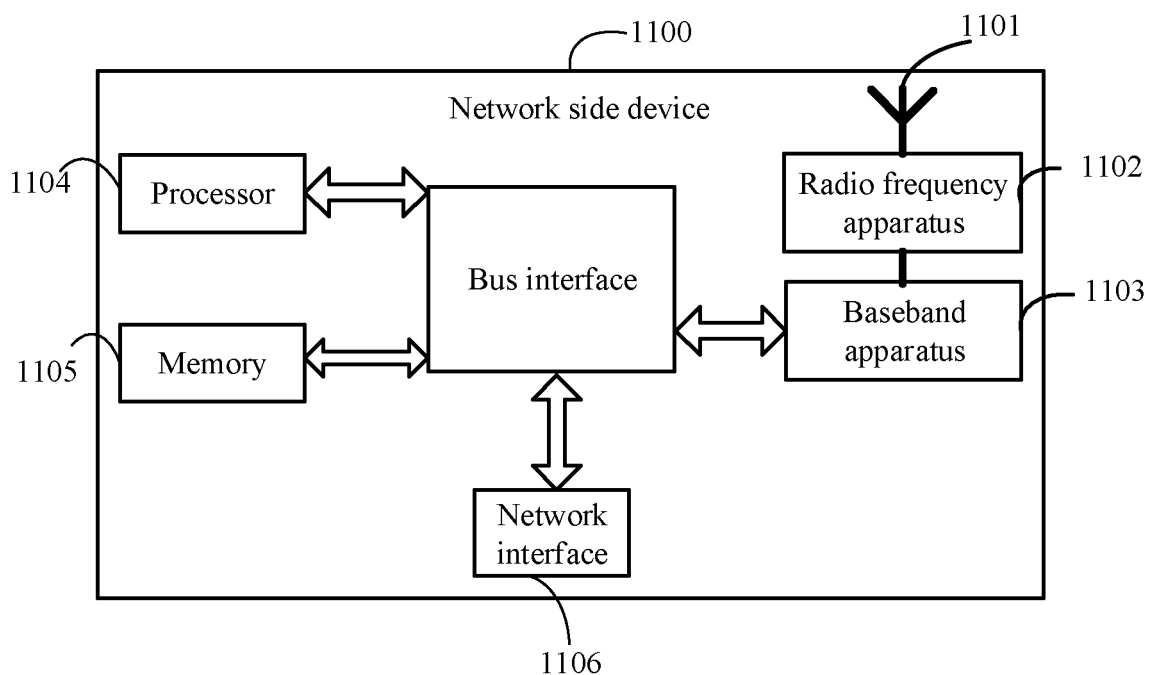 1100
1101
Network side device
1104
Processor
Radio frequency
apparatus
1102
Bus interface
1103
Baseband
apparatus
1105
Memory
Network
interface
1106